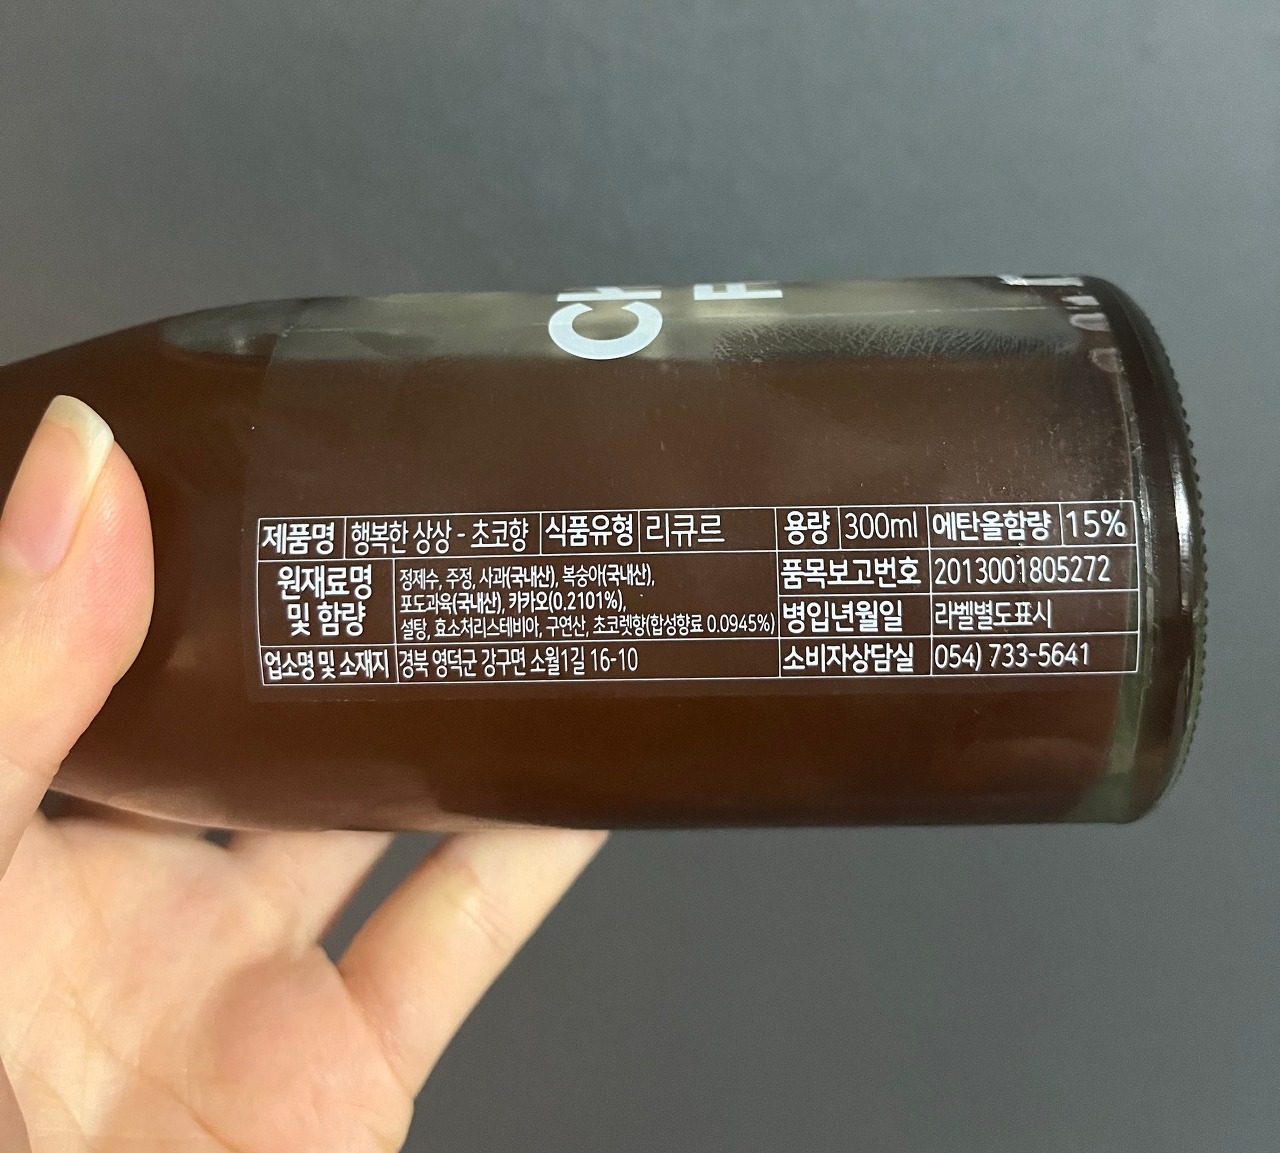 제품명 행복한 상상 - 초코향 식품유형 리큐르 용량 300ml 에탄올함량 15%
원재료명 및 함량
정제수, 주정, 사과(국내산), 복숭아(국내산),
포도과육(국내산), 카카오(0.2101%),
설탕, 효소처리스테비아, 구연산, 초코렛향(합성향료 0.0945%)
품목보고번호 2013001805272
병입년월일 라벨별도표시
업소명 및 소재지 경북 영덕군 강구면 소월1길 16-10
소비자상담실 054) 733-5641